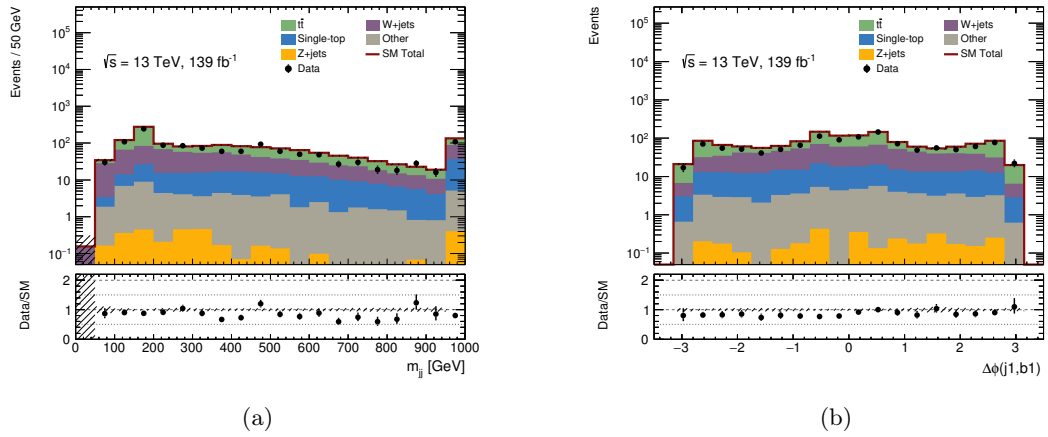 Events / 50 GeV
10⁵
10⁴
10³
10²
10
1
10⁻¹
√s = 13 TeV, 139 fb⁻¹
tt̄
W+jets
Single-top
Other
Z+jets
SM Total
Data
Data/SM
2
1
0
100 200 300 400 500 600 700 800 900 1000
m_jj [GeV]
(a)
Events
10⁵
10⁴
10³
10²
10
1
10⁻¹
√s = 13 TeV, 139 fb⁻¹
tt̄
W+jets
Single-top
Other
Z+jets
SM Total
Data
Data/SM
2
1
0
−3 −2 −1 0 1 2 3
Δϕ(j1,b1)
(b)